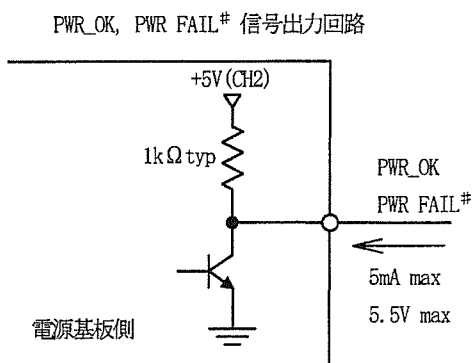 PWR_OK, PWR FAIL# 信号出力回路
+5V(CH2)
1kΩtyp
PWR_OK
PWR FAIL#
5mA max
5.5V max
電源基板側